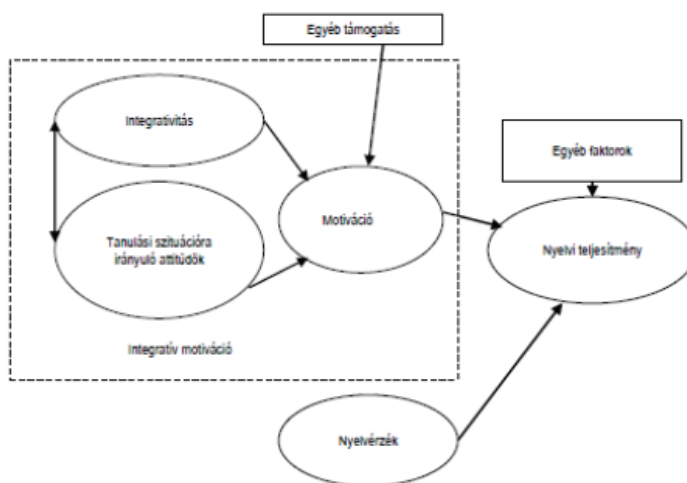 Egyéb támogatás
Integrativitás
Egyéb faktorok
Motiváció
Tanulási szituációra
irányuló attitűdök
Nyelvi teljesítmény
Integratív motiváció
Nyelvérzék